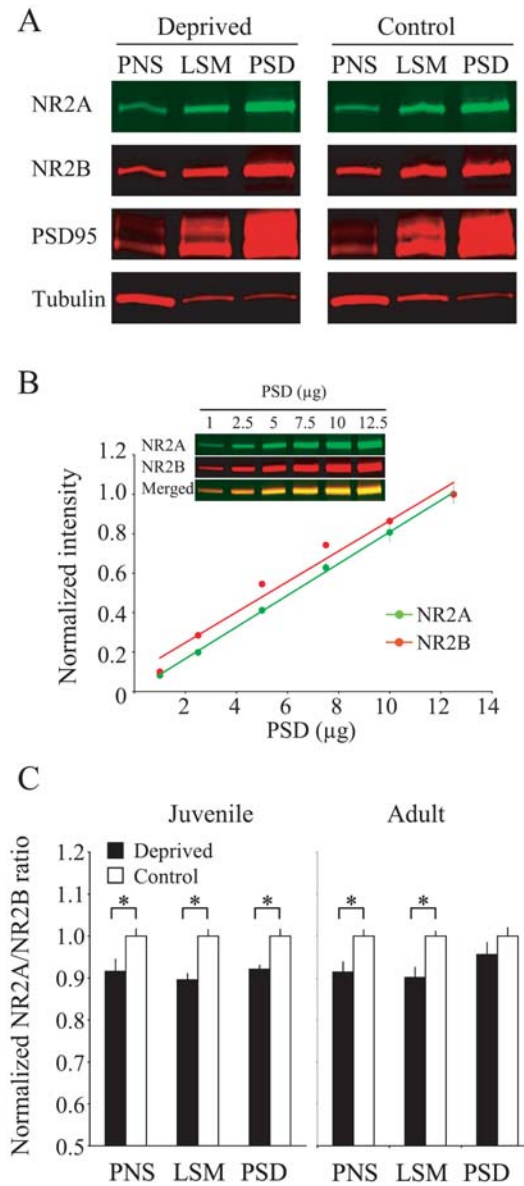 A
Deprived Control
PNS LSM PSD PNS LSM PSD
NR2A
NR2B
PSD95
Tubulin
B
PSD (µg)
1 2.5 5 7.5 10 12.5
NR2A
NR2B
Merged
Normalized intensity
1.2
1.0
0.8
0.6
0.4
0.2
0
NR2A
NR2B
2 4 6 8 10 12 14
PSD (µg)
C
Juvenile Adult
Normalized NR2A/NR2B ratio
1.2
1.1
1.0
0.9
0.8
0.7
0.6
0.5
Deprived
Control
* * * * *
PNS LSM PSD PNS LSM PSD